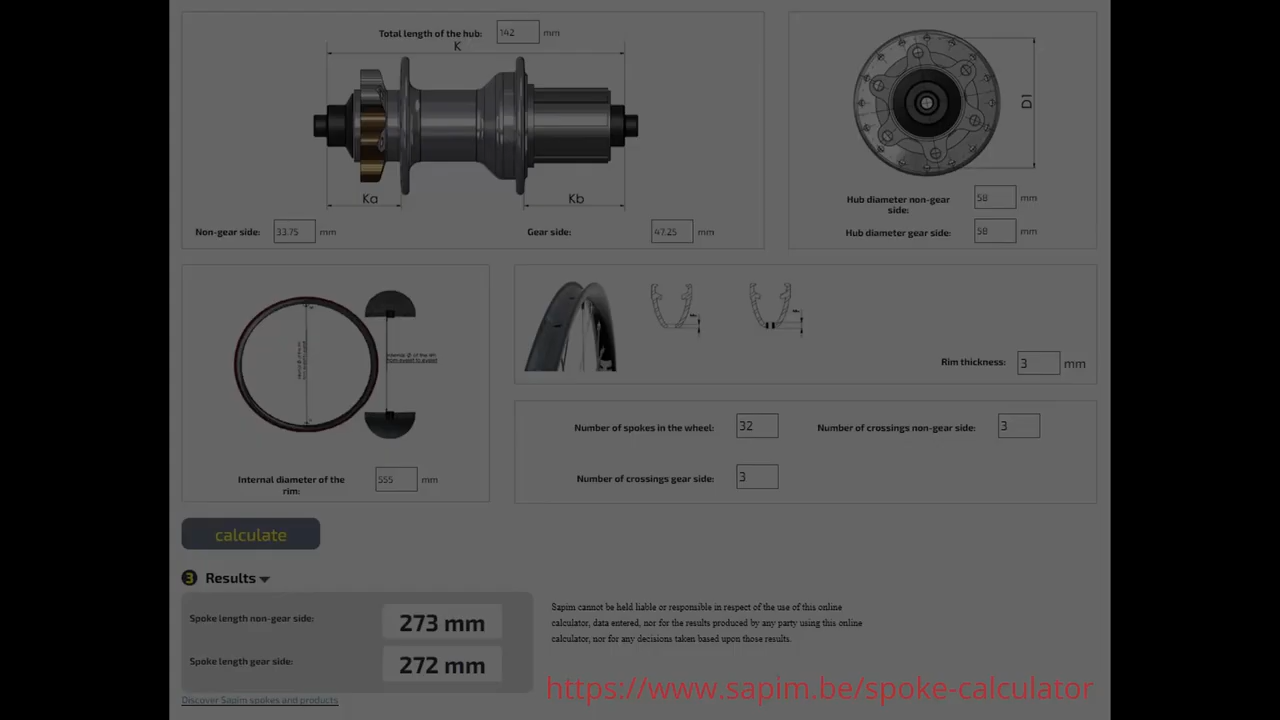 Total length of the hub: 142 mm
K
D1
Ka
Kb
Non-gear side: 33.75 mm
Gear side: 47.25 mm
Hub diameter non-gear
side:
58 mm
Hub diameter gear side: 58 mm
Rim thickness: 3 mm
Internal diameter of the
rim:
555 mm
Number of spokes in the wheel: 32
Number of crossings non-gear side: 3
Number of crossings gear side: 3
calculate
3 Results
Spoke length non-gear side: 273 mm
Spoke length gear side: 272 mm
Sapim cannot be held liable or responsible in respect of the use of this online
calculator, data entered, nor for the results produced by any party using this online
calculator, nor for any decisions taken based upon those results.
Discover Sapim spokes and products
https://www.sapim.be/spoke-calculator